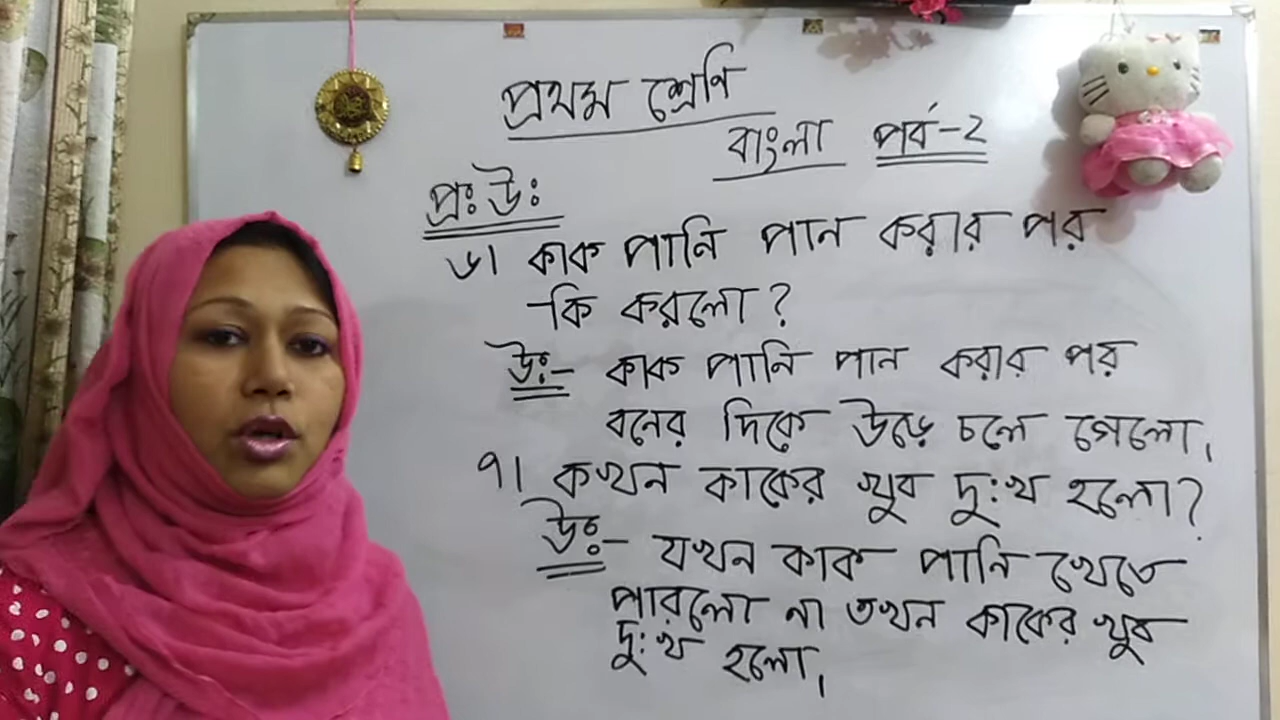 প্রথম শ্রেণি
বাংলা পর্ব-২
প্রঃ উঃ
৬। কাক পানি পান করার পর
কি করলো?
উঃ- কাক পানি পান করার পর
বনের দিকে উড়ে চলে গেলো।
৭। কখন কাকের খুব দুঃখ হলো?
উঃ- যখন কাক পানি খেতে
পারলো না তখন কাকের খুব
দুঃখ হলো।